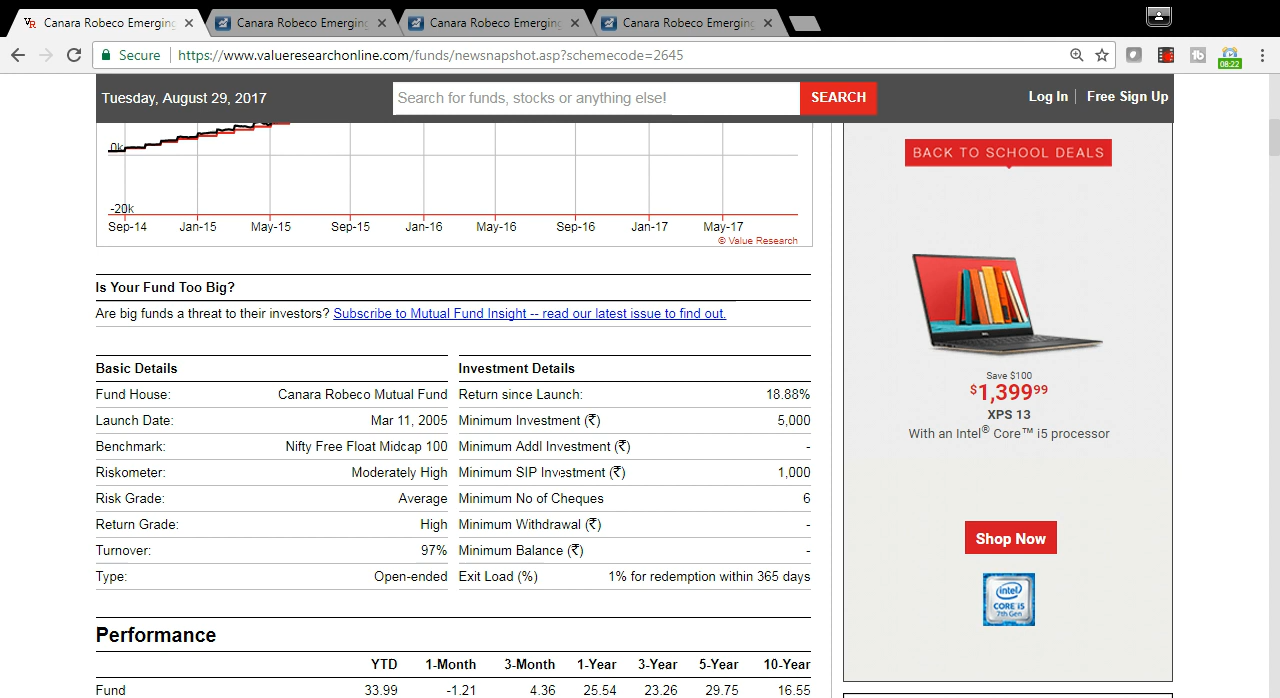 Canara Robeco Emerging
Canara Robeco Emerging
Canara Robeco Emerging
Canara Robeco Emerging
Secure
https://www.valueresearchonline.com/funds/newsnapshot.asp?schemecode=2645
08:22
Tuesday, August 29, 2017
Search for funds, stocks or anything else!
SEARCH
Log In
Free Sign Up
0k
-20k
Sep-14 Jan-15 May-15 Sep-15 Jan-16 May-16 Sep-16 Jan-17 May-17
© Value Research
Is Your Fund Too Big?
Are big funds a threat to their investors? Subscribe to Mutual Fund Insight -- read our latest issue to find out.
Basic Details
Fund House: Canara Robeco Mutual Fund
Launch Date: Mar 11, 2005
Benchmark: Nifty Free Float Midcap 100
Riskometer: Moderately High
Risk Grade: Average
Return Grade: High
Turnover: 97%
Type: Open-ended
Investment Details
Return since Launch: 18.88%
Minimum Investment (₹) 5,000
Minimum Addl Investment (₹) -
Minimum SIP Investment (₹) 1,000
Minimum No of Cheques 6
Minimum Withdrawal (₹) -
Minimum Balance (₹) -
Exit Load (%) 1% for redemption within 365 days
Performance
YTD 1-Month 3-Month 1-Year 3-Year 5-Year 10-Year
Fund 33.99 -1.21 4.36 25.54 23.26 29.75 16.55
BACK TO SCHOOL DEALS
DELL
Save $100
$1,399⁹⁹
XPS 13
With an Intel® Core™ i5 processor
Shop Now
intel
CORE i5
7th Gen